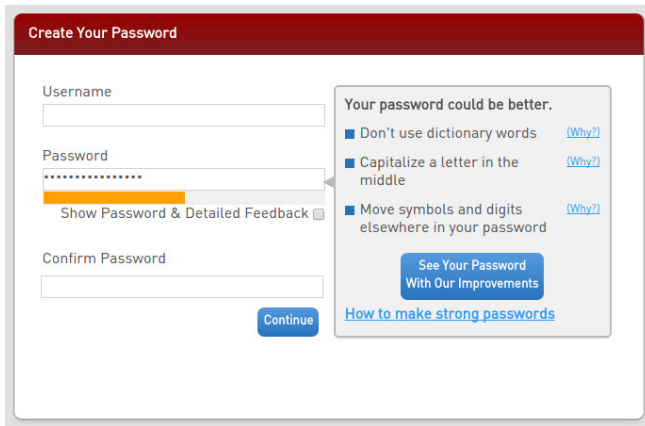 Create Your Password
Username
Password
••••••••••••••••
Show Password & Detailed Feedback
Confirm Password
Continue
Your password could be better.
Don't use dictionary words (Why?)
Capitalize a letter in the (Why?)
middle
Move symbols and digits (Why?)
elsewhere in your password
See Your Password
With Our Improvements
How to make strong passwords